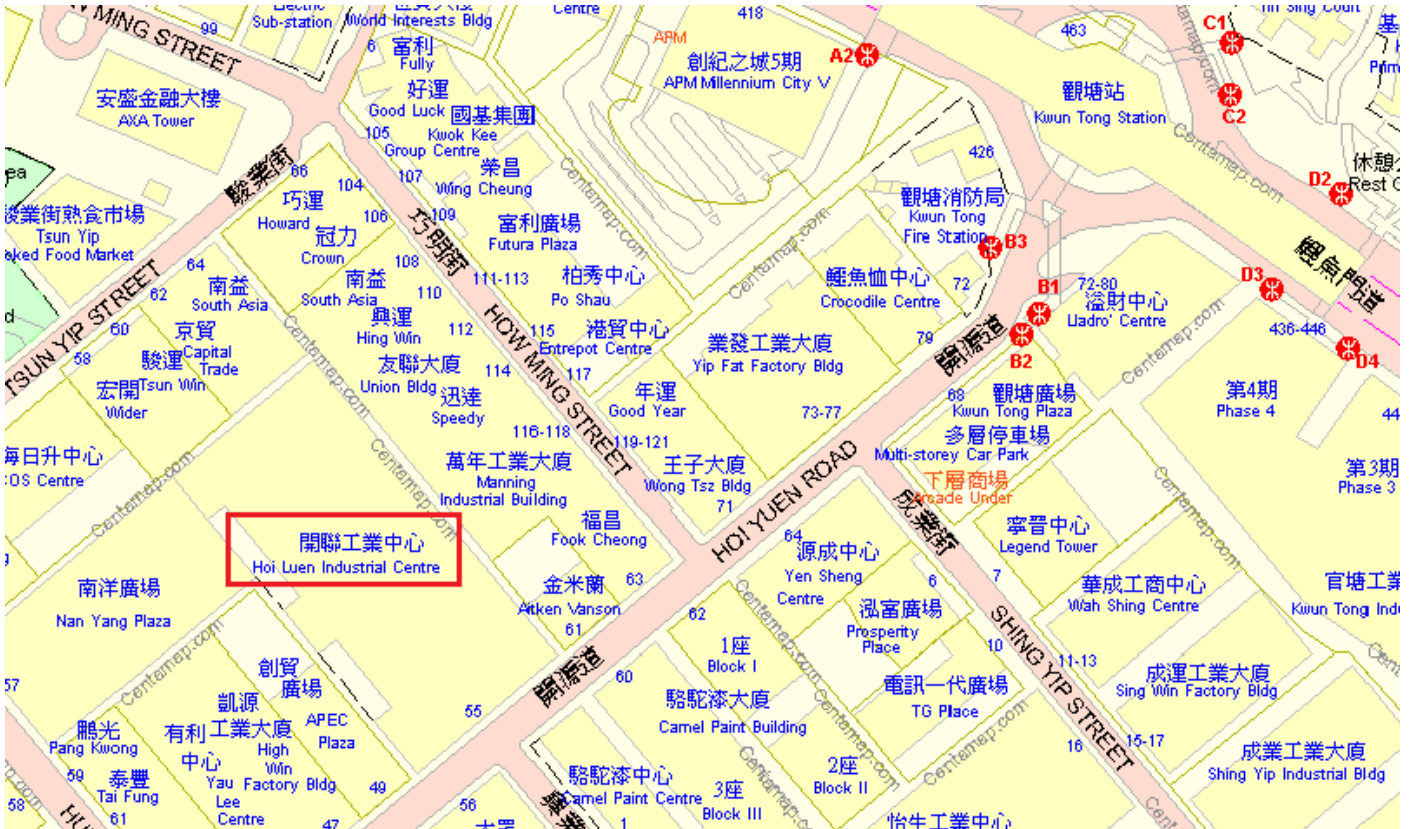 HOW MING STREET
99
Sub-station
World Interests Bldg
6
富利
Fully
好運
Good Luck
國基集團
Kwok Kee
Group Centre
105
Centre
418
APM
創紀之城5期
APM Millennium City V
A2
463
C1
C2
觀塘站
Kwun Tong Station
安盛金融大樓
AXA Tower
駿業街
66
104
巧運
Howard
106
冠力
Crown
107
榮昌
Wing Cheung
109
富利廣場
Futura Plaza
巧明街
111-113
柏秀中心
Po Shau
115
港貿中心
Entrepot Centre
117
426
觀塘消防局
Kwun Tong
Fire Station
B3
D2
鱷魚恤中心
Crocodile Centre
72
B1
B2
72-80
溢財中心
Lladro' Centre
D3
鯉魚門道
436-446
D4
駿業街熟食市場
Tsun Yip
Cooked Food Market
TSUN YIP STREET
64
62
60
58
南益
South Asia
南益
South Asia
108
110
興運
Hing Win
112
京貿
Capital
Trade
駿運
Tsun Win
宏開
Wider
友聯大廈
Union Bldg
114
迅達
Speedy
116-118
HOW MING STREET
年運
Good Year
119-121
業發工業大廈
Yip Fat Factory Bldg
73-77
79
開源道
68
觀塘廣場
Kwun Tong Plaza
多層停車場
Multi-storey Car Park
下層商場
Arcade Under
第4期
Phase 4
44
第3期
Phase 3
每日升中心
COS Centre
萬年工業大廈
Manning
Industrial Building
王子大廈
Wong Tsz Bldg
71
HOI YUEN ROAD
成業街
福昌
Fook Cheong
63
開聯工業中心
Hoi Luen Industrial Centre
南洋廣場
Nan Yang Plaza
金米蘭
Aitken Vanson
61
64
源成中心
Yen Sheng
Centre
6
泓富廣場
Prosperity
Place
7
寧晉中心
Legend Tower
華成工商中心
Wah Shing Centre
官塘工業
Kwun Tong Indu
62
1座
Block I
60
開源道
駱駝漆大廈
Camel Paint Building
10
電訊一代廣場
TG Place
SHING YIP STREET
11-13
成運工業大廈
Sing Win Factory Bldg
57
創貿
廣場
APEC
Plaza
55
鵬光
Pang Kwong
59
泰豐
Tai Fung
61
58
有利
中心
Yau
Lee
Centre
凱源
工業大廈
High
Win
Factory Bldg
49
47
56
駱駝漆中心
Camel Paint Centre
1
3座
Block III
2座
Block II
16
15-17
成業工業大廈
Shing Yip Industrial Bldg
怡生工業中心
Centamap.com